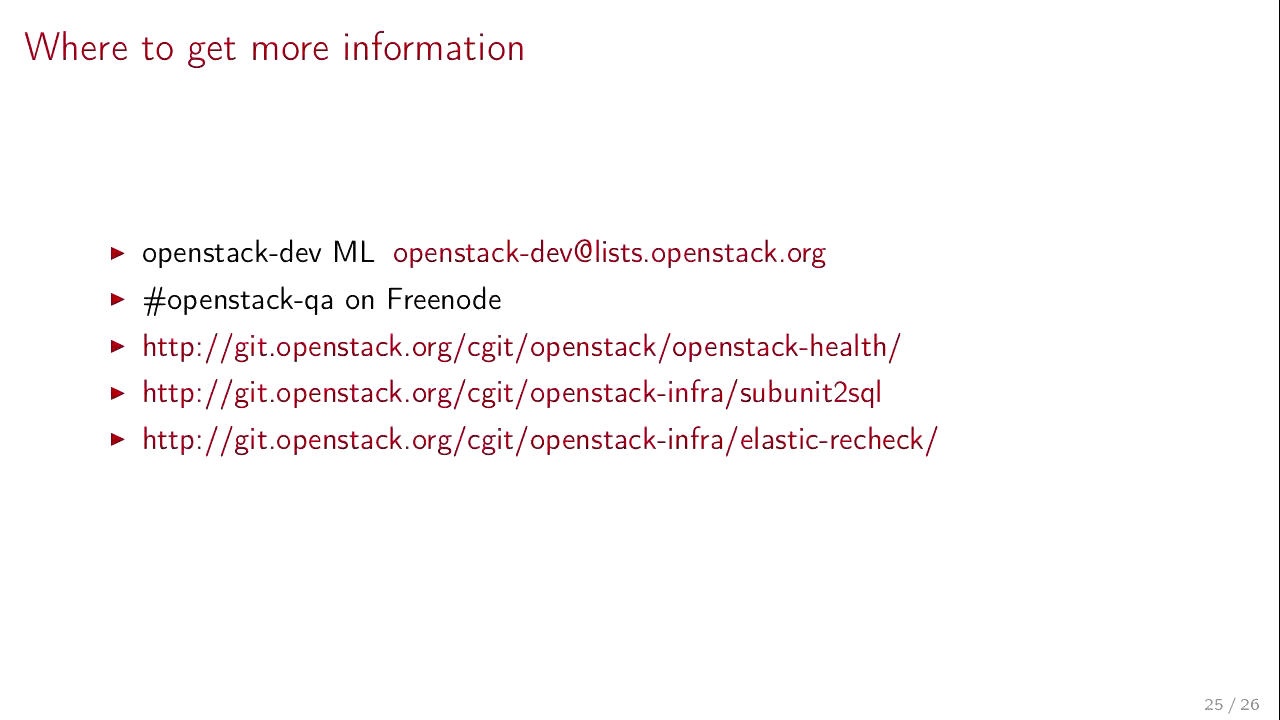 Where to get more information
▶ openstack-dev ML openstack-dev@lists.openstack.org
▶ #openstack-qa on Freenode
▶ http://git.openstack.org/cgit/openstack/openstack-health/
▶ http://git.openstack.org/cgit/openstack-infra/subunit2sql
▶ http://git.openstack.org/cgit/openstack-infra/elastic-recheck/
25 / 26